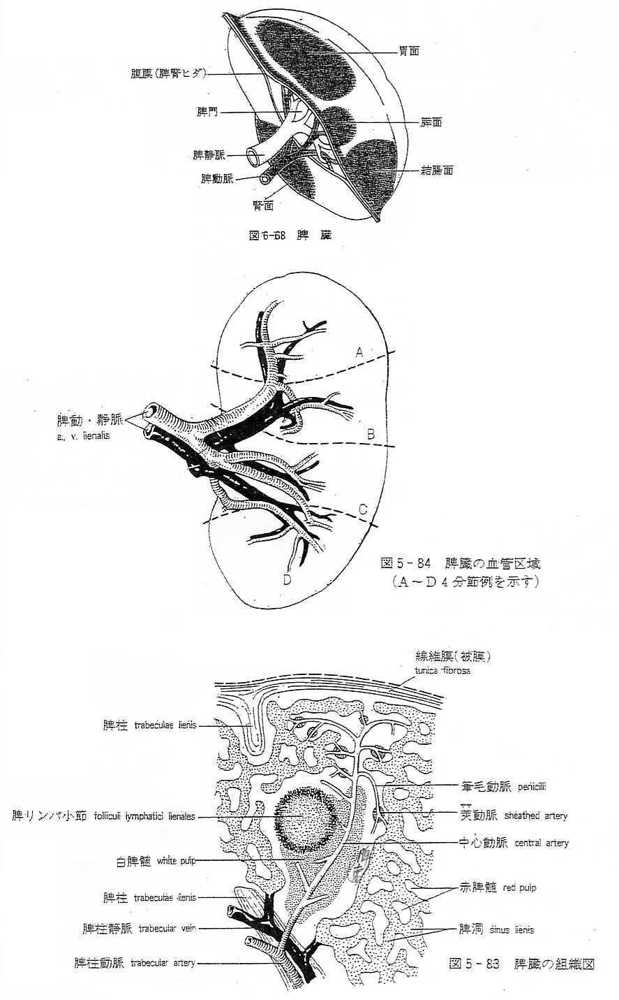 胃面
腹膜(脾腎ヒダ)
脾門
膵面
脾静脈
結腸面
脾動脈
腎面
図6-68 脾臓
A
脾動・静脈
a., v. lienalis
B
C
D
図5-84 脾臓の血管区域
(A～D 4分節例を示す)
線維膜(被膜)
tunica fibrosa
脾柱 trabeculae lienis
筆毛動脈 penicilli
脾リンパ小節 folliculi lymphatici lienales
莢動脈 sheathed artery
中心動脈 central artery
白脾髄 white pulp
赤脾髄 red pulp
脾柱 trabeculae lienis
脾柱静脈 trabecular vein
脾洞 sinus lienis
脾柱動脈 trabecular artery
図5-83 脾臓の組織図